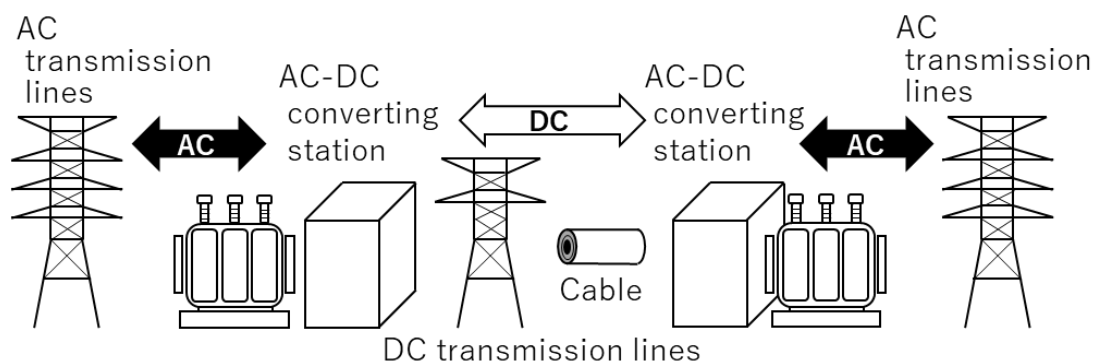 AC
transmission
lines
AC
AC-DC
converting
station
DC
AC-DC
converting
station
AC
AC
transmission
lines
Cable
DC transmission lines